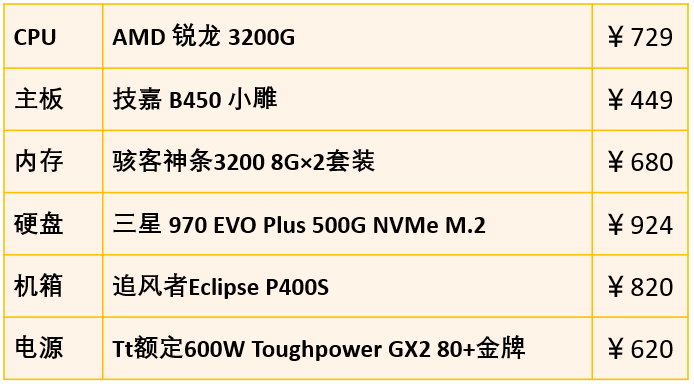 CPU AMD 锐龙 3200G ￥729
主板 技嘉 B450 小雕 ￥449
内存 骇客神条3200 8G×2套装 ￥680
硬盘 三星 970 EVO Plus 500G NVMe M.2 ￥924
机箱 追风者Eclipse P400S ￥820
电源 Tt额定600W Toughpower GX2 80+金牌 ￥620